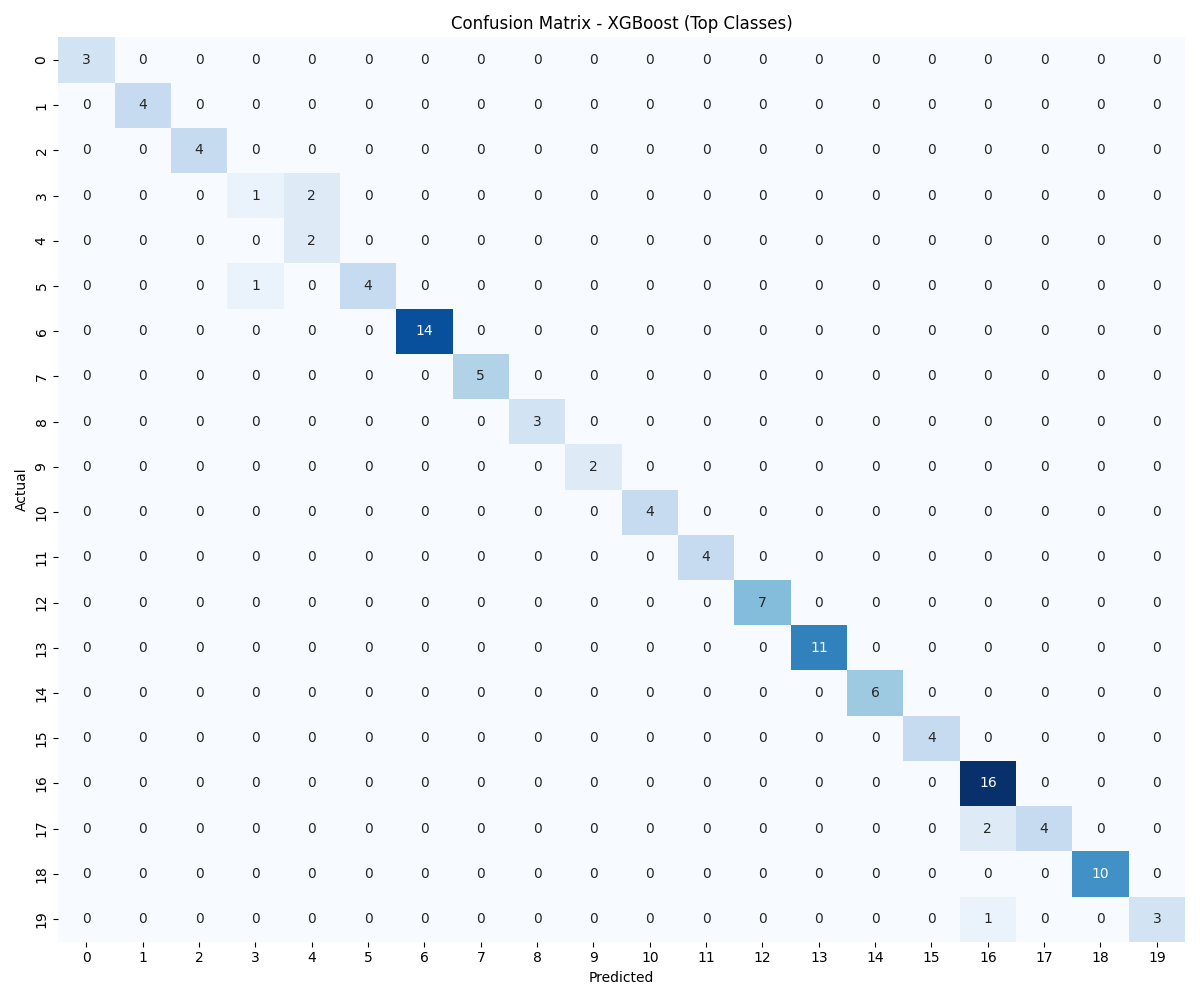 Confusion Matrix - XGBoost (Top Classes)
0 3 0 0 0 0 0 0 0 0 0 0 0 0 0 0 0 0 0 0 0
1 0 4 0 0 0 0 0 0 0 0 0 0 0 0 0 0 0 0 0 0
2 0 0 4 0 0 0 0 0 0 0 0 0 0 0 0 0 0 0 0 0
3 0 0 0 1 2 0 0 0 0 0 0 0 0 0 0 0 0 0 0 0
4 0 0 0 0 2 0 0 0 0 0 0 0 0 0 0 0 0 0 0 0
5 0 0 0 1 0 4 0 0 0 0 0 0 0 0 0 0 0 0 0 0
6 0 0 0 0 0 0 14 0 0 0 0 0 0 0 0 0 0 0 0 0
7 0 0 0 0 0 0 0 5 0 0 0 0 0 0 0 0 0 0 0 0
8 0 0 0 0 0 0 0 0 3 0 0 0 0 0 0 0 0 0 0 0
9 0 0 0 0 0 0 0 0 0 2 0 0 0 0 0 0 0 0 0 0
Actual
10 0 0 0 0 0 0 0 0 0 0 4 0 0 0 0 0 0 0 0 0
11 0 0 0 0 0 0 0 0 0 0 0 4 0 0 0 0 0 0 0 0
12 0 0 0 0 0 0 0 0 0 0 0 0 7 0 0 0 0 0 0 0
13 0 0 0 0 0 0 0 0 0 0 0 0 0 11 0 0 0 0 0 0
14 0 0 0 0 0 0 0 0 0 0 0 0 0 0 6 0 0 0 0 0
15 0 0 0 0 0 0 0 0 0 0 0 0 0 0 0 4 0 0 0 0
16 0 0 0 0 0 0 0 0 0 0 0 0 0 0 0 0 16 0 0 0
17 0 0 0 0 0 0 0 0 0 0 0 0 0 0 0 0 2 4 0 0
18 0 0 0 0 0 0 0 0 0 0 0 0 0 0 0 0 0 0 10 0
19 0 0 0 0 0 0 0 0 0 0 0 0 0 0 0 0 1 0 0 3
0 1 2 3 4 5 6 7 8 9 10 11 12 13 14 15 16 17 18 19
Predicted